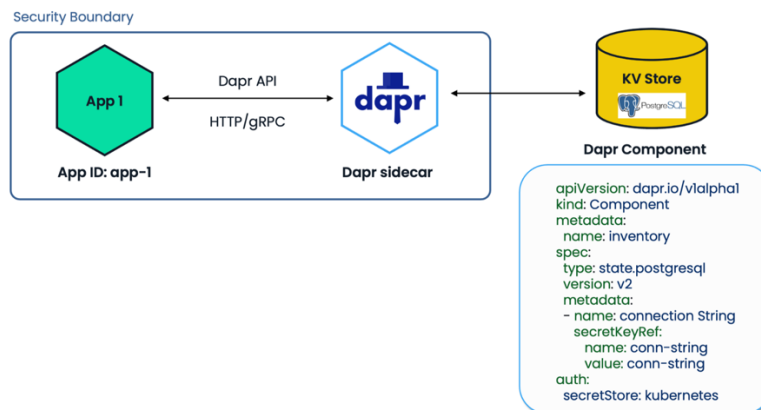 Security Boundary
App 1
Dapr API
HTTP/gRPC
dapr
KV Store
PostgreSQL
App ID: app-1
Dapr sidecar
Dapr Component
apiVersion: dapr.io/v1alpha1
kind: Component
metadata:
name: inventory
spec:
type: state.postgresql
version: v2
metadata:
- name: connection String
secretKeyRef:
name: conn-string
value: conn-string
auth:
secretStore: kubernetes